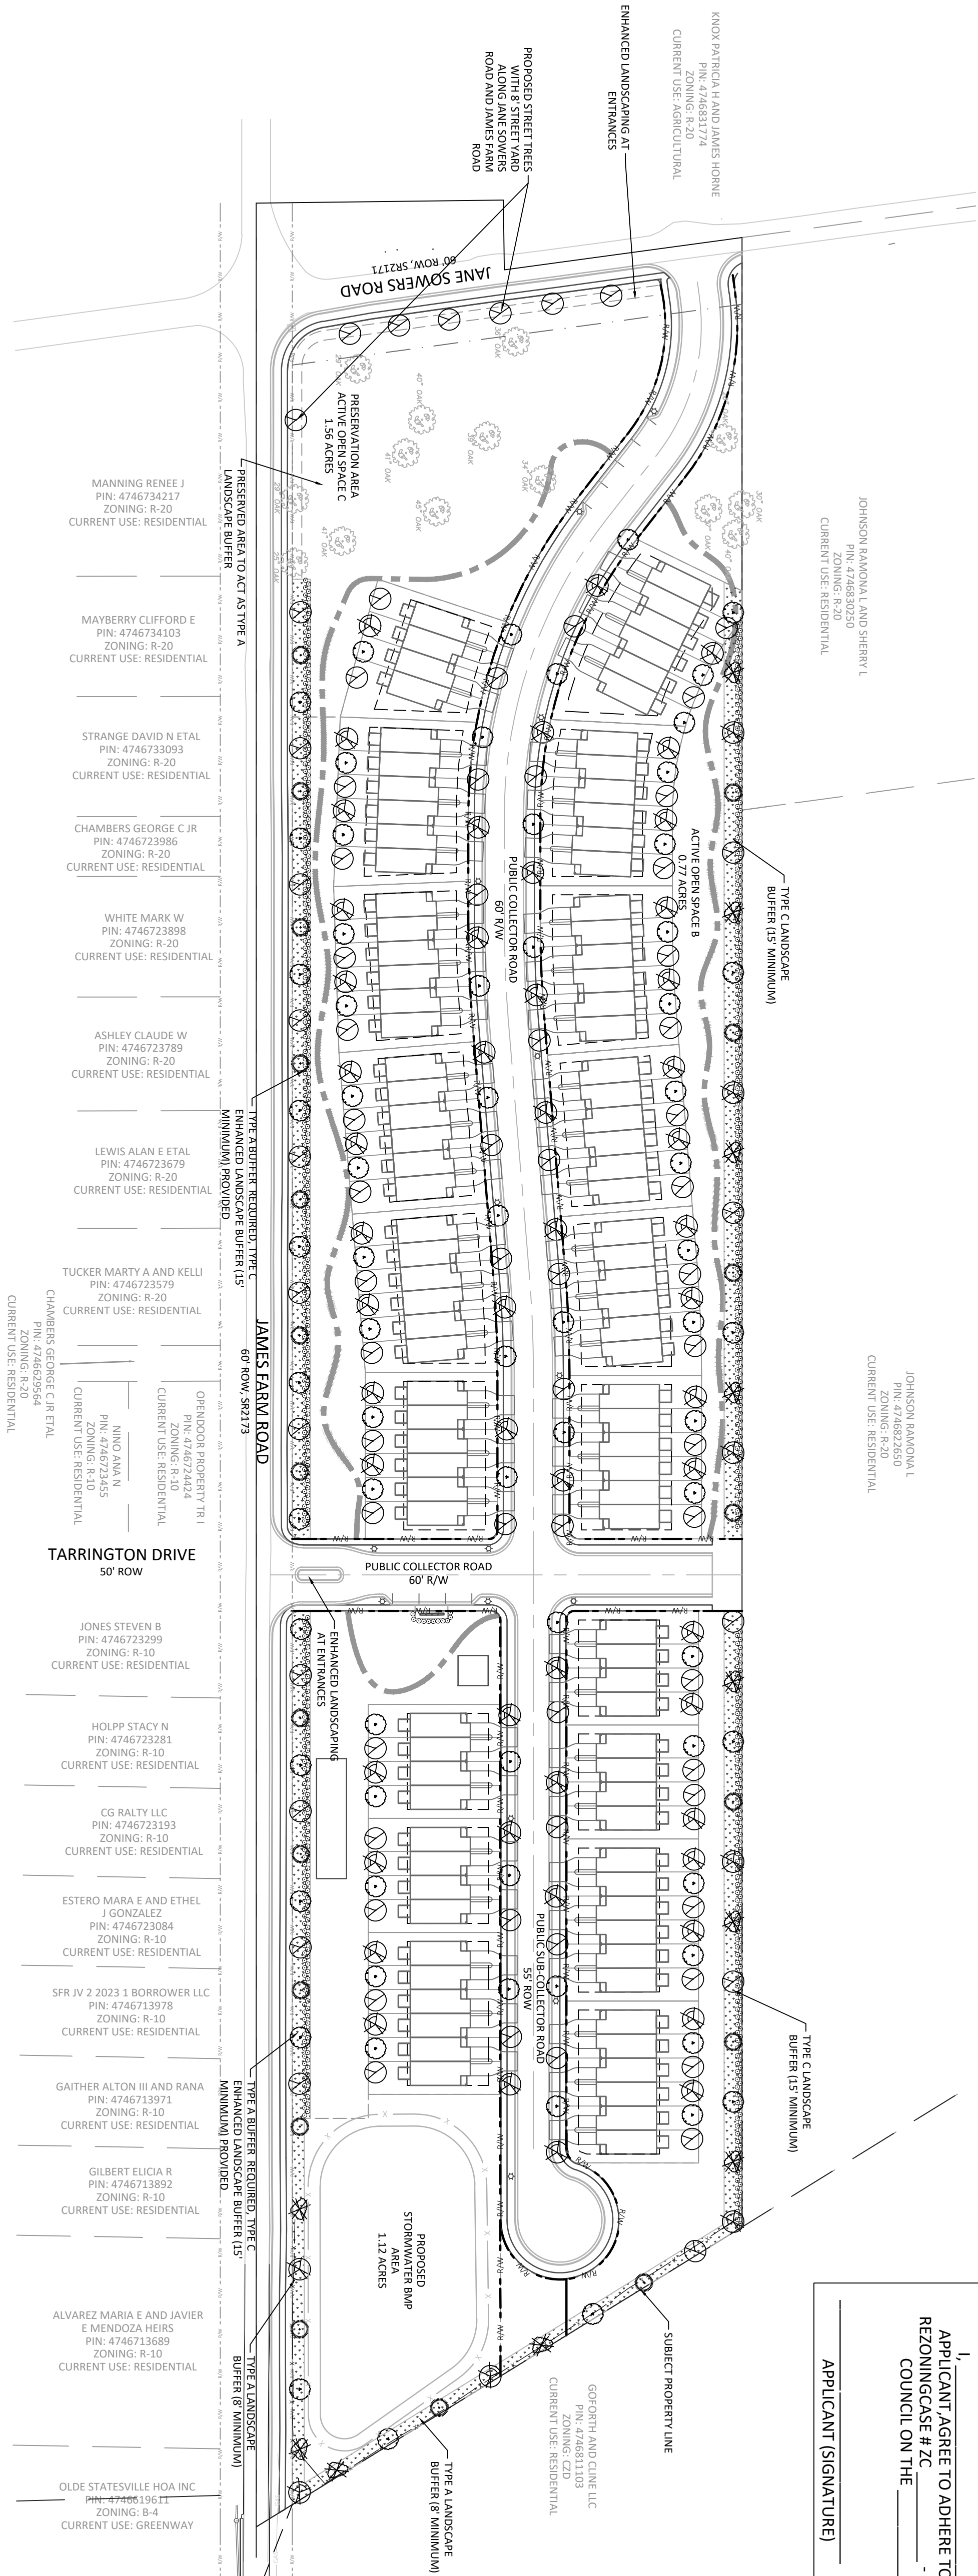 KNOX PATRICIA H AND JAMES HORNE
PIN: 4746831774
ZONING: R-20
CURRENT USE: AGRICULTURAL
ENHANCED LANDSCAPING AT
ENTRANCES
PROPOSED STREET TREES
WITH 8' STREET YARD
ALONG JANE SOWERS
ROAD AND JAMES FARM
ROAD
JANE SOWERS ROAD
60' ROW, SR2171
36" OAK
29" OAK
40" OAK
39" OAK
41" OAK
34" OAK
45" OAK
30" OAK
PRESERVATION AREA
ACTIVE OPEN SPACE C
1.56 ACRES
PRESERVED AREA TO ACT AS TYPE A
LANDSCAPE BUFFER
JOHNSON RAMONA L AND SHERRY L
PIN: 4746830250
ZONING: R-20
CURRENT USE: RESIDENTIAL
MANNING RENEE J
PIN: 4746734217
ZONING: R-20
CURRENT USE: RESIDENTIAL
MAYBERRY CLIFFORD E
PIN: 4746734103
ZONING: R-20
CURRENT USE: RESIDENTIAL
STRANGE DAVID N ETAL
PIN: 4746733093
ZONING: R-20
CURRENT USE: RESIDENTIAL
CHAMBERS GEORGE C JR
PIN: 4746723986
ZONING: R-20
CURRENT USE: RESIDENTIAL
WHITE MARK W
PIN: 4746723898
ZONING: R-20
CURRENT USE: RESIDENTIAL
ASHLEY CLAUDE W
PIN: 4746723789
ZONING: R-20
CURRENT USE: RESIDENTIAL
LEWIS ALAN E ETAL
PIN: 4746723679
ZONING: R-20
CURRENT USE: RESIDENTIAL
TUCKER MARTY A AND KELLI
PIN: 4746723579
ZONING: R-20
CURRENT USE: RESIDENTIAL
PUBLIC COLLECTOR ROAD
60' R/W
ACTIVE OPEN SPACE B
0.77 ACRES
TYPE C LANDSCAPE
BUFFER (15' MINIMUM)
TYPE A BUFFER REQUIRED, TYPE C
ENHANCED LANDSCAPE BUFFER (15'
MINIMUM) PROVIDED
JAMES FARM ROAD
60' ROW, SR2173
JOHNSON RAMONA L
PIN: 4746822650
ZONING: R-20
CURRENT USE: RESIDENTIAL
CHAMBERS GEORGE C JR ETAL
PIN: 4746629564
ZONING: R-20
CURRENT USE: RESIDENTIAL
OPENDOOR PROPERTY TR I
PIN: 4746724424
ZONING: R-10
CURRENT USE: RESIDENTIAL
NINO ANA N
PIN: 4746723455
ZONING: R-10
CURRENT USE: RESIDENTIAL
TARRINGTON DRIVE
50' ROW
PUBLIC COLLECTOR ROAD
60' R/W
ENHANCED LANDSCAPING
AT ENTRANCES
JONES STEVEN B
PIN: 4746723299
ZONING: R-10
CURRENT USE: RESIDENTIAL
HOLPP STACY N
PIN: 4746723281
ZONING: R-10
CURRENT USE: RESIDENTIAL
CG RALTY LLC
PIN: 4746723193
ZONING: R-10
CURRENT USE: RESIDENTIAL
ESTERO MARA E AND ETHEL
J GONZALEZ
PIN: 4746723084
ZONING: R-10
CURRENT USE: RESIDENTIAL
SFR JV 2 2023 1 BORROWER LLC
PIN: 4746713978
ZONING: R-10
CURRENT USE: RESIDENTIAL
GAITHER ALTON III AND RANA
PIN: 4746713971
ZONING: R-10
CURRENT USE: RESIDENTIAL
GILBERT ELICIA R
PIN: 4746713892
ZONING: R-10
CURRENT USE: RESIDENTIAL
ALVAREZ MARIA E AND JAVIER
E MENDOZA HEIRS
PIN: 4746713689
ZONING: R-10
CURRENT USE: RESIDENTIAL
OLDE STATESVILLE HOA INC
PIN: 4746619611
ZONING: B-4
CURRENT USE: GREENWAY
PUBLIC SUB-COLLECTOR ROAD
55' ROW
TYPE C LANDSCAPE
BUFFER (15' MINIMUM)
TYPE A BUFFER REQUIRED, TYPE C
ENHANCED LANDSCAPE BUFFER (15'
MINIMUM) PROVIDED
PROPOSED
STORMWATER BMP
AREA
1.12 ACRES
TYPE A LANDSCAPE
BUFFER (8' MINIMUM)
SUBJECT PROPERTY LINE
GOFORTH AND CLINE LLC
PIN: 4746811103
ZONING: CZD
CURRENT USE: RESIDENTIAL
TYPE A LANDSCAPE
BUFFER (8' MINIMUM)
I,
APPLICANT, AGREE TO ADHERE TO
REZONINGCASE # ZC -
COUNCIL ON THE
APPLICANT (SIGNATURE)